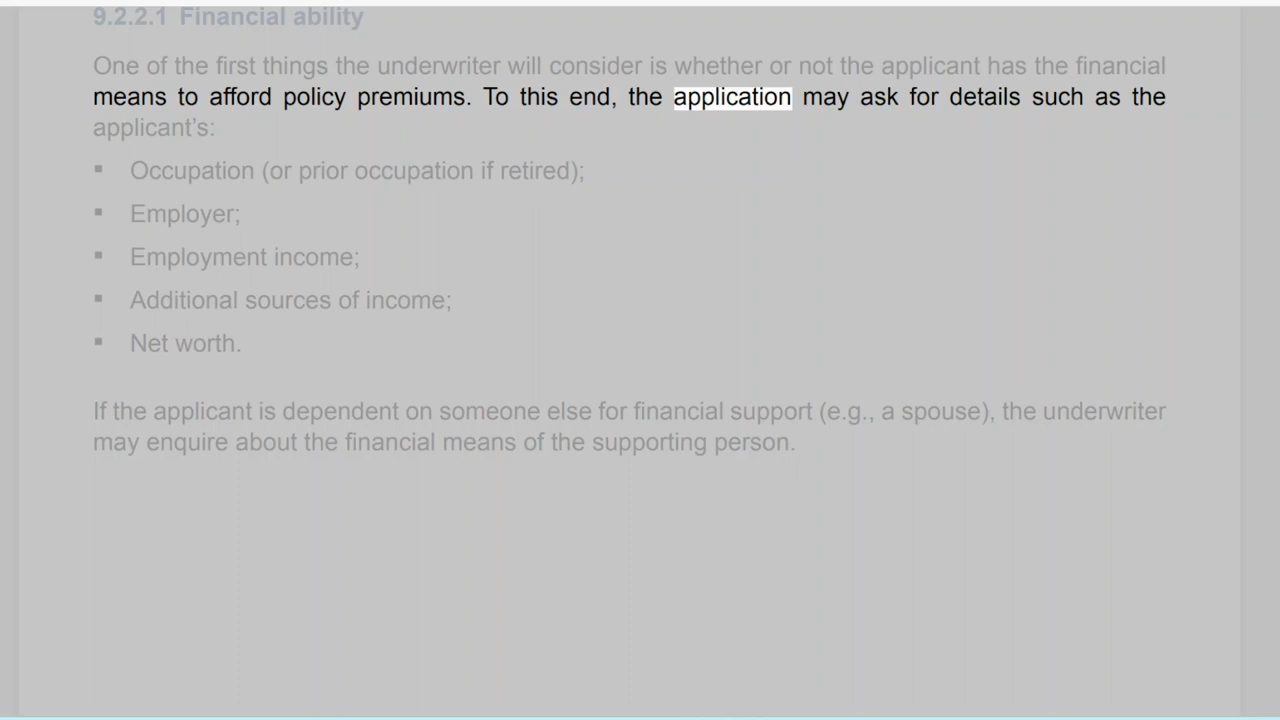 9.2.2.1 Financial ability
One of the first things the underwriter will consider is whether or not the applicant has the financial
means to afford policy premiums. To this end, the application may ask for details such as the
applicant’s:
▪ Occupation (or prior occupation if retired);
▪ Employer;
▪ Employment income;
▪ Additional sources of income;
▪ Net worth.
If the applicant is dependent on someone else for financial support (e.g., a spouse), the underwriter
may enquire about the financial means of the supporting person.